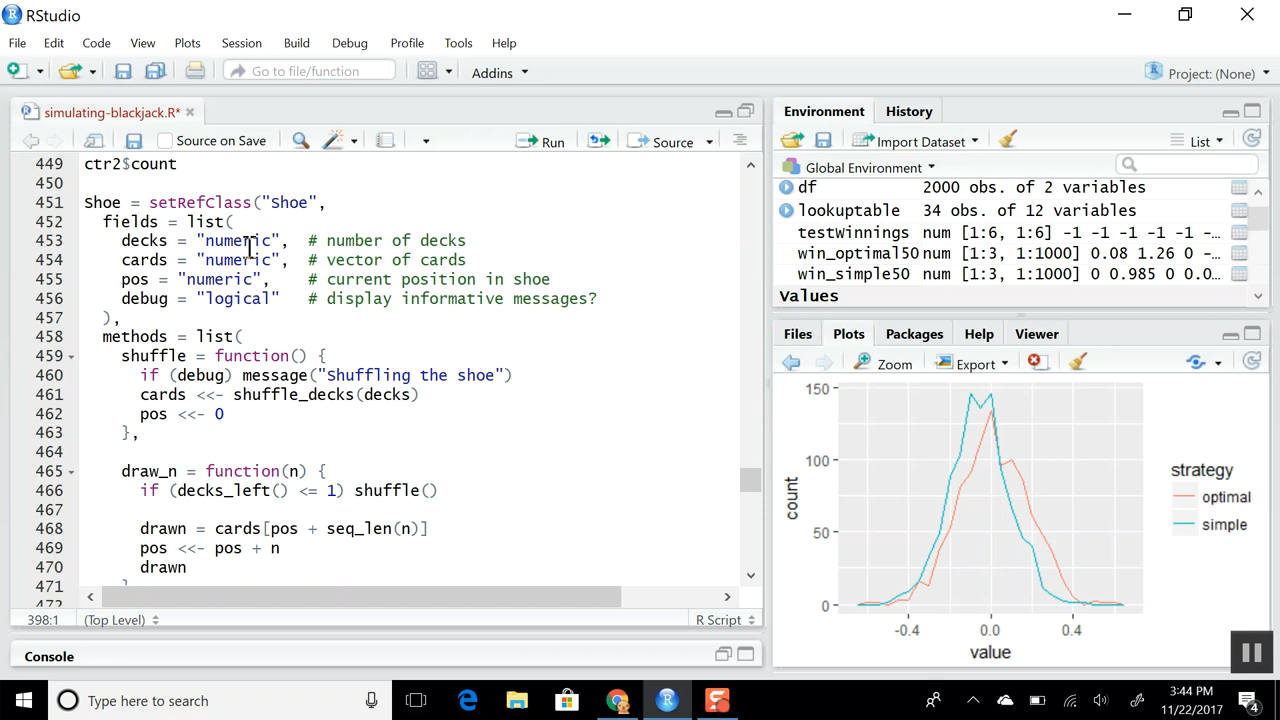 RStudio
File Edit Code View Plots Session Build Debug Profile Tools Help
Go to file/function Addins Project: (None)
simulating-blackjack.R*
Source on Save Run Source
449 ctr2$count
450
451 shoe = setRefClass("Shoe",
452 fields = list(
453 decks = "numeric", # number of decks
454 cards = "numeric", # vector of cards
455 pos = "numeric", # current position in shoe
456 debug = "logical" # display informative messages?
457 ),
458 methods = list(
459 shuffle = function() {
460 if (debug) message("Shuffling the shoe")
461 cards <<- shuffle_decks(decks)
462 pos <<- 0
463 },
464
465 draw_n = function(n) {
466 if (decks_left() <= 1) shuffle()
467
468 drawn = cards[pos + seq_len(n)]
469 pos <<- pos + n
470 drawn
471 }
472
398:1 (Top Level) R Script
Console
Environment History
Import Dataset List
Global Environment
df 2000 obs. of 2 variables
lookuptable 34 obs. of 12 variables
testwinnings num [1:6, 1:6] -1 -1 -1 -1 -1 -…
win_optimal50 num [1:3, 1:1000] 0.08 1.26 0 -…
win_simple50 num [1:3, 1:1000] 0 0.985 0 0.0…
Values
Files Plots Packages Help Viewer
Zoom Export
150
100
50
0
count
-0.4 0.0 0.4
value
strategy
optimal
simple
Type here to search
3:44 PM
11/22/2017
4